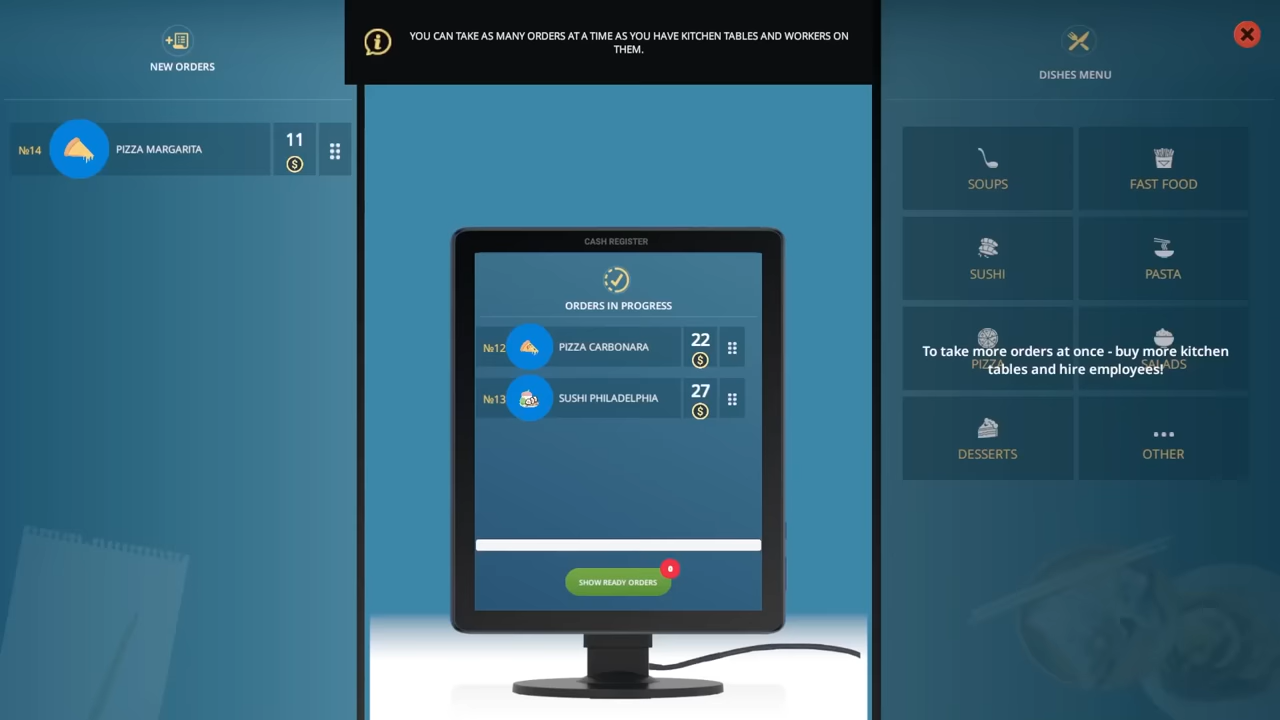 NEW ORDERS
YOU CAN TAKE AS MANY ORDERS AT A TIME AS YOU HAVE KITCHEN TABLES AND WORKERS ON
THEM.
DISHES MENU
№14
PIZZA MARGARITA
11
CASH REGISTER
ORDERS IN PROGRESS
№12
PIZZA CARBONARA
22
№13
SUSHI PHILADELPHIA
27
SHOW READY ORDERS
0
SOUPS
FAST FOOD
SUSHI
PASTA
PIZZA
SALADS
To take more orders at once - buy more kitchen
tables and hire employees!
DESSERTS
OTHER